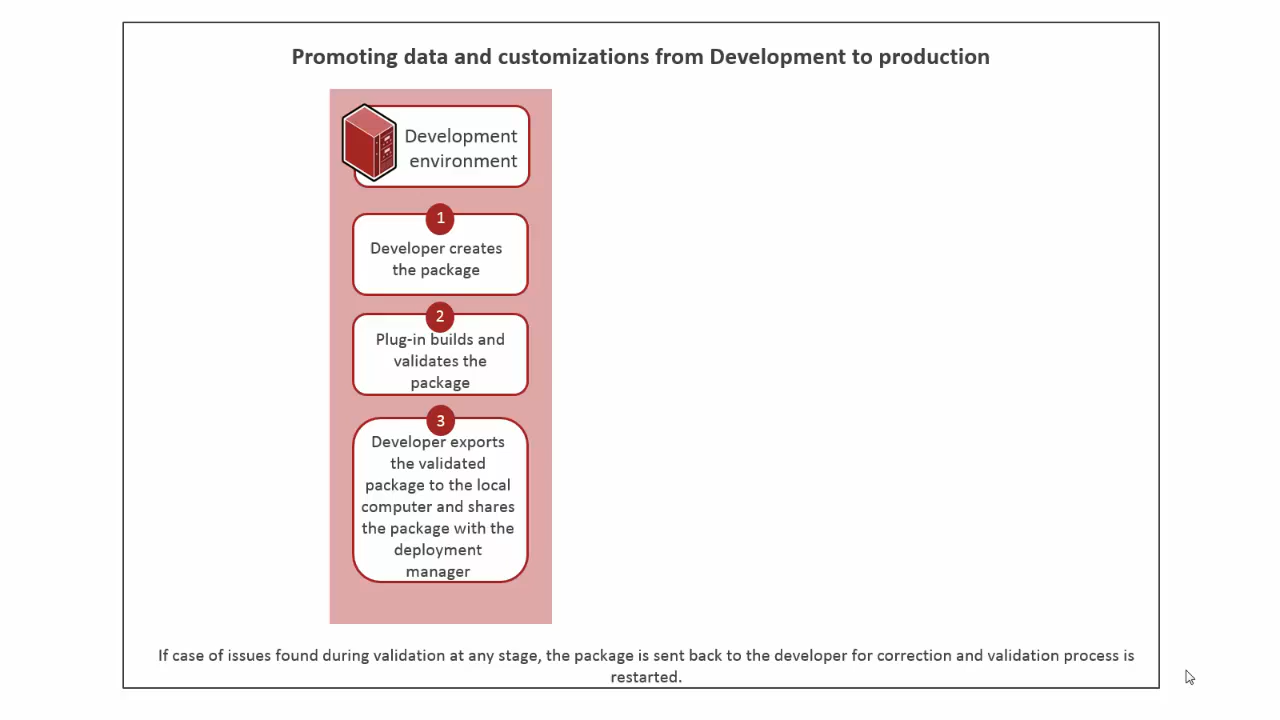 Promoting data and customizations from Development to production
Development
environment
1
Developer creates
the package
2
Plug-in builds and
validates the
package
3
Developer exports
the validated
package to the local
computer and shares
the package with the
deployment
manager
If case of issues found during validation at any stage, the package is sent back to the developer for correction and validation process is
restarted.